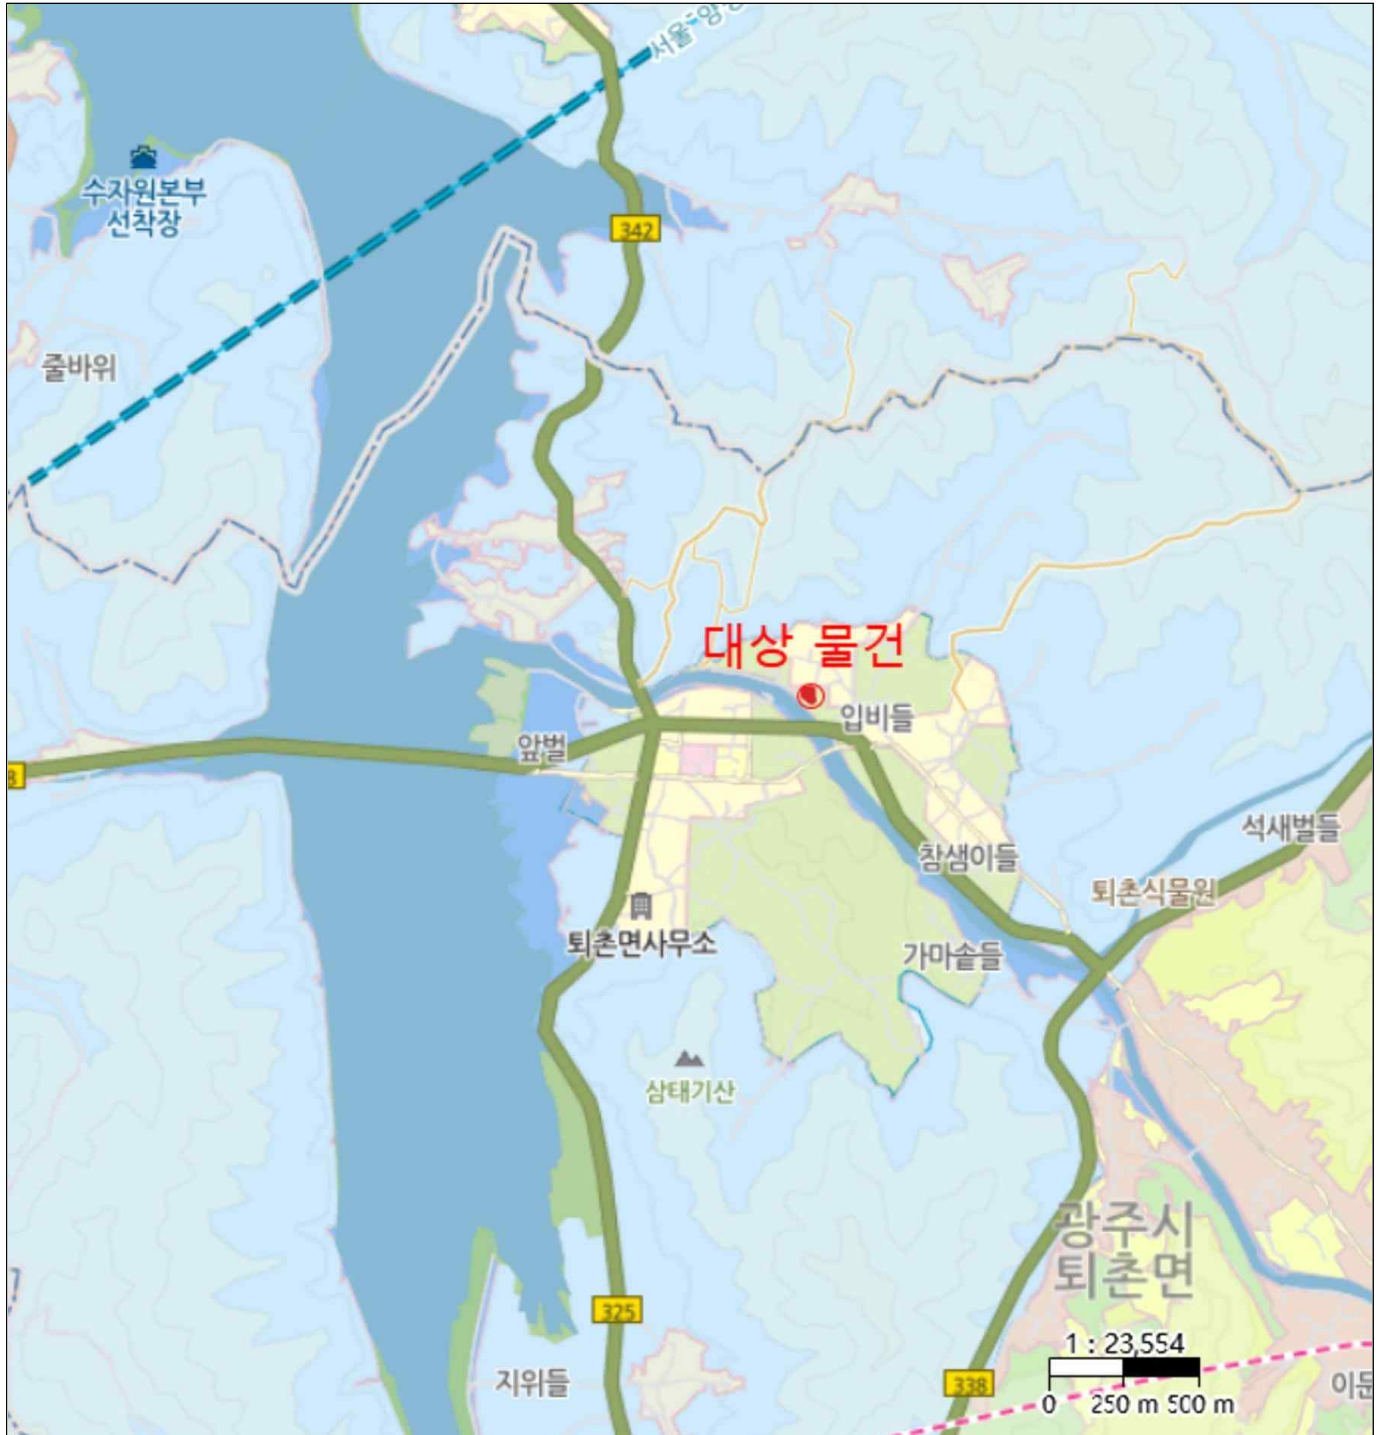 서울-양
수자원본부
선착장
342
줄바위
대상 물건
입비들
앞벌
8
석새벌들
참샘이들
퇴촌식물원
퇴촌면사무소
가마솥들
삼태기산
광주시
퇴촌면
325
1 : 23,554
지위들
338
0 250 m 500 m
이문